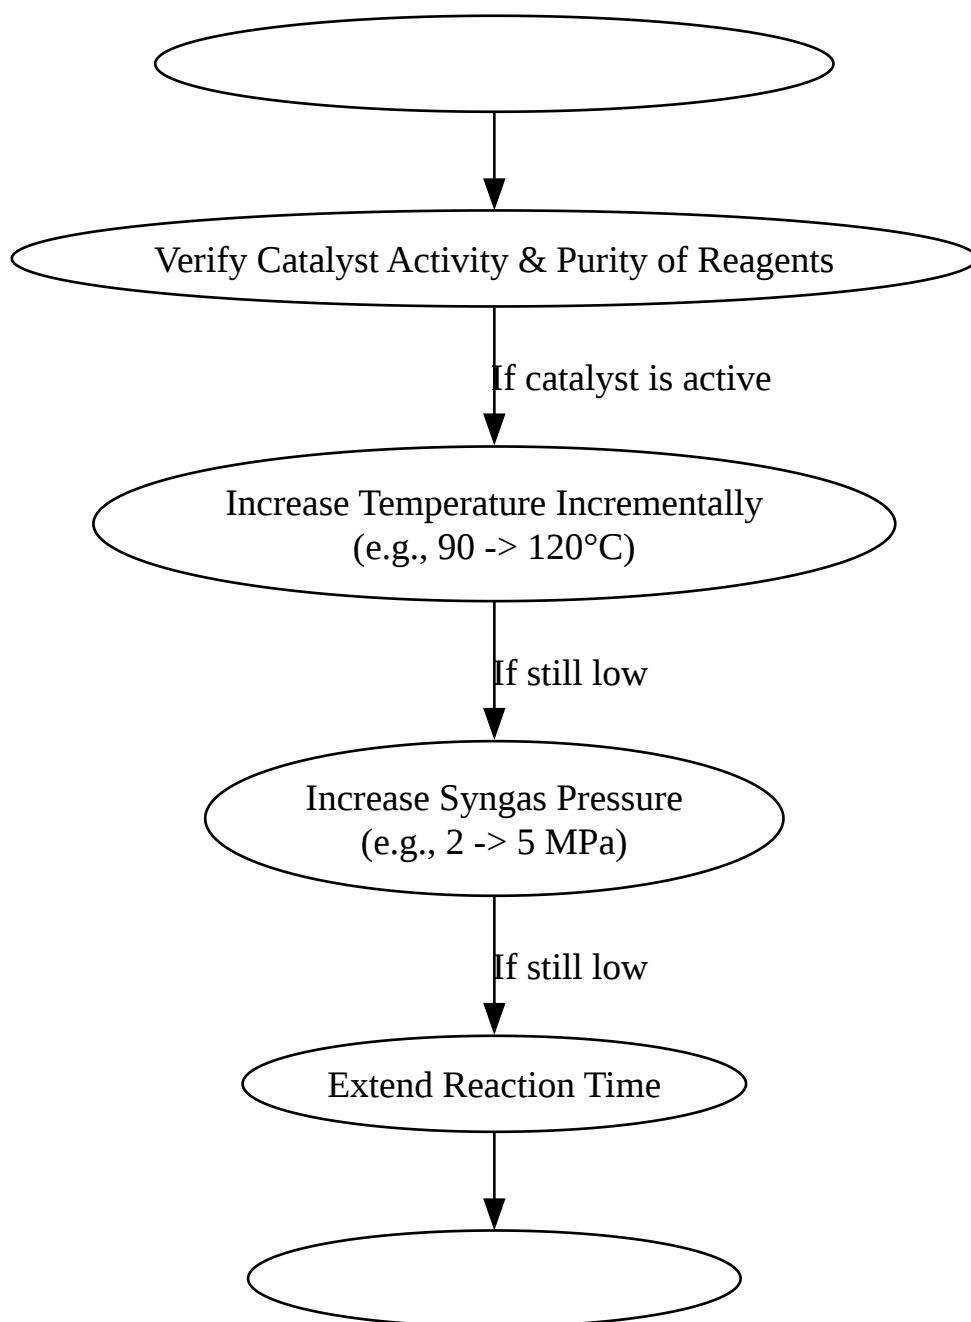 Verify Catalyst Activity & Purity of Reagents
If catalyst is active
Increase Temperature Incrementally
(e.g., 90 -> 120°C)
If still low
Increase Syngas Pressure
(e.g., 2 -> 5 MPa)
If still low
Extend Reaction Time